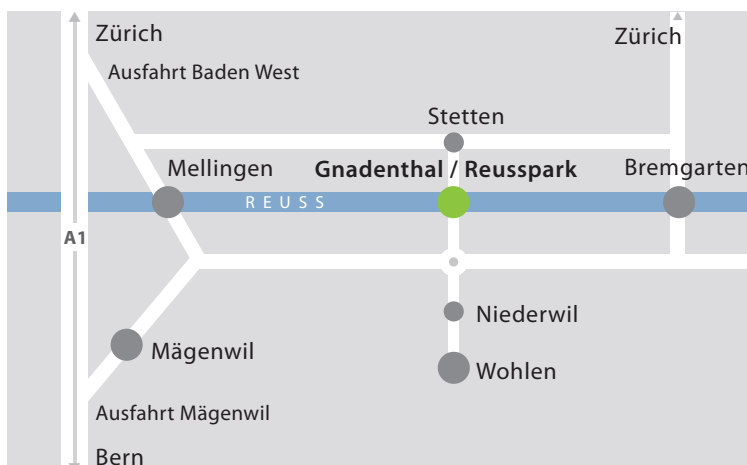 Zürich
Zürich
Ausfahrt Baden West
Stetten
Mellingen
Gnadenthal / Reusspark
Bremgarten
REUSS
A1
Niederwil
Mägenwil
Wohlen
Ausfahrt Mägenwil
Bern